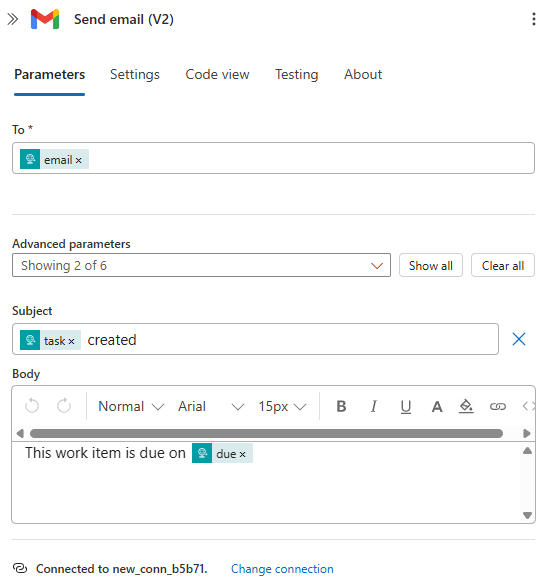 Send email (V2)
Parameters Settings Code view Testing About
To *
email ×
Advanced parameters
Showing 2 of 6 Show all Clear all
Subject
task × created
Body
Normal Arial 15px B I U A
This work item is due on due ×
Connected to new_conn_b5b71. Change connection